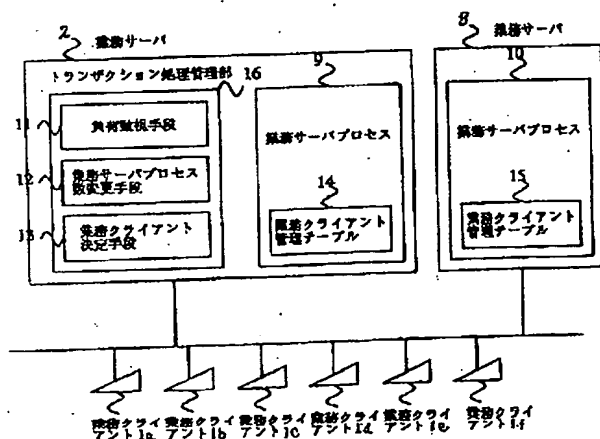 2 業務サーバ
8 業務サーバ
トランザクション処理管理部
16
9
10
11
負荷監視手段
12
業務サーバプロセス
数変更手段
13
業務クライアント
決定手段
業務サーバプロセス
14
業務クライアント
管理テーブル
業務サーバプロセス
15
業務クライアント
管理テーブル
業務クライ
アント1a
業務クライ
アント1b
業務クライ
アント1c
業務クライ
アント1d
業務クライ
アント1e
業務クライ
アント1f